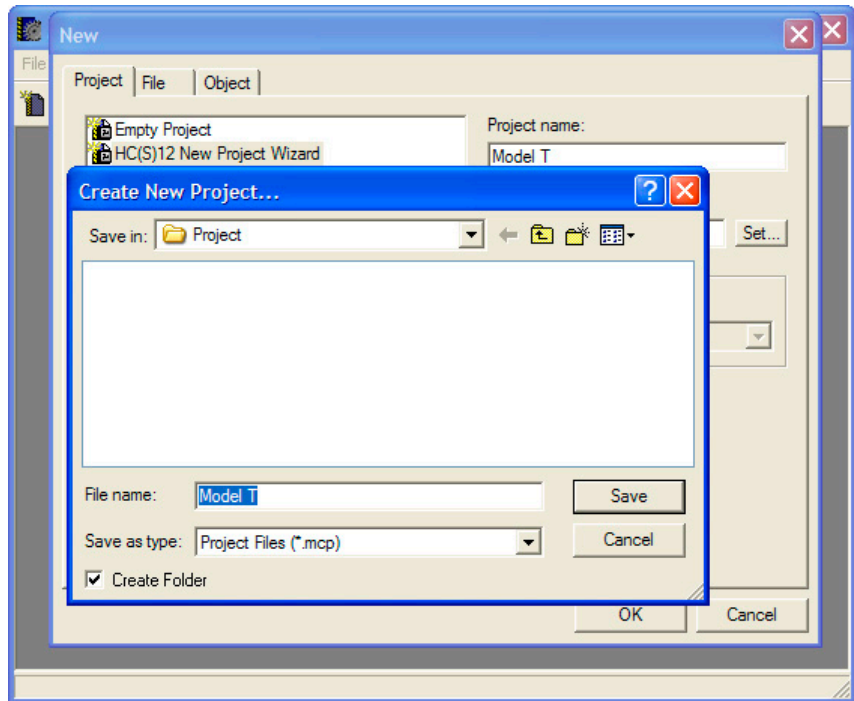 New
File
Project File Object
Empty Project
HC(S)12 New Project Wizard
Project name:
Model T
Create New Project...
Save in: Project
Set...
File name: Model T
Save
Save as type: Project Files (*.mcp)
Cancel
Create Folder
OK Cancel